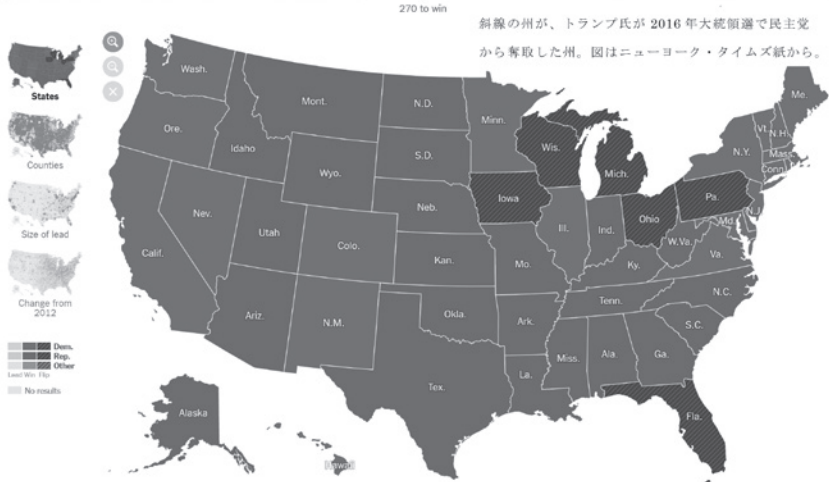 270 to win
斜線の州が、トランプ氏が 2016 年大統領選で民主党
から奪取した州。図はニューヨーク・タイムズ紙から。
States
Counties
Size of lead
Change from
2012
Dem.
Rep.
Other
Lead Win Flip
No results
Wash.
Mont.
N.D.
Minn.
Me.
Ore.
Idaho
S.D.
Wis.
Mich.
N.Y.
Vt.
N.H.
Mass.
Conn.
Wyo.
Iowa
Neb.
Pa.
N.J.
Nev.
Utah
Colo.
Ill.
Ind.
Ohio
Md.
W.Va.
Va.
Calif.
Kan.
Mo.
Ky.
Ariz.
N.M.
Okla.
Ark.
Tenn.
N.C.
S.C.
Miss.
Ala.
Ga.
Tex.
La.
Fla.
Alaska
Hawaii